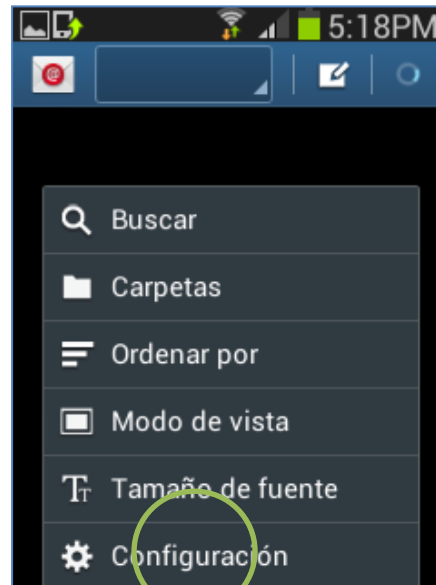 5:18PM
Buscar
Carpetas
Ordenar por
Modo de vista
Tamaño de fuente
Configuración